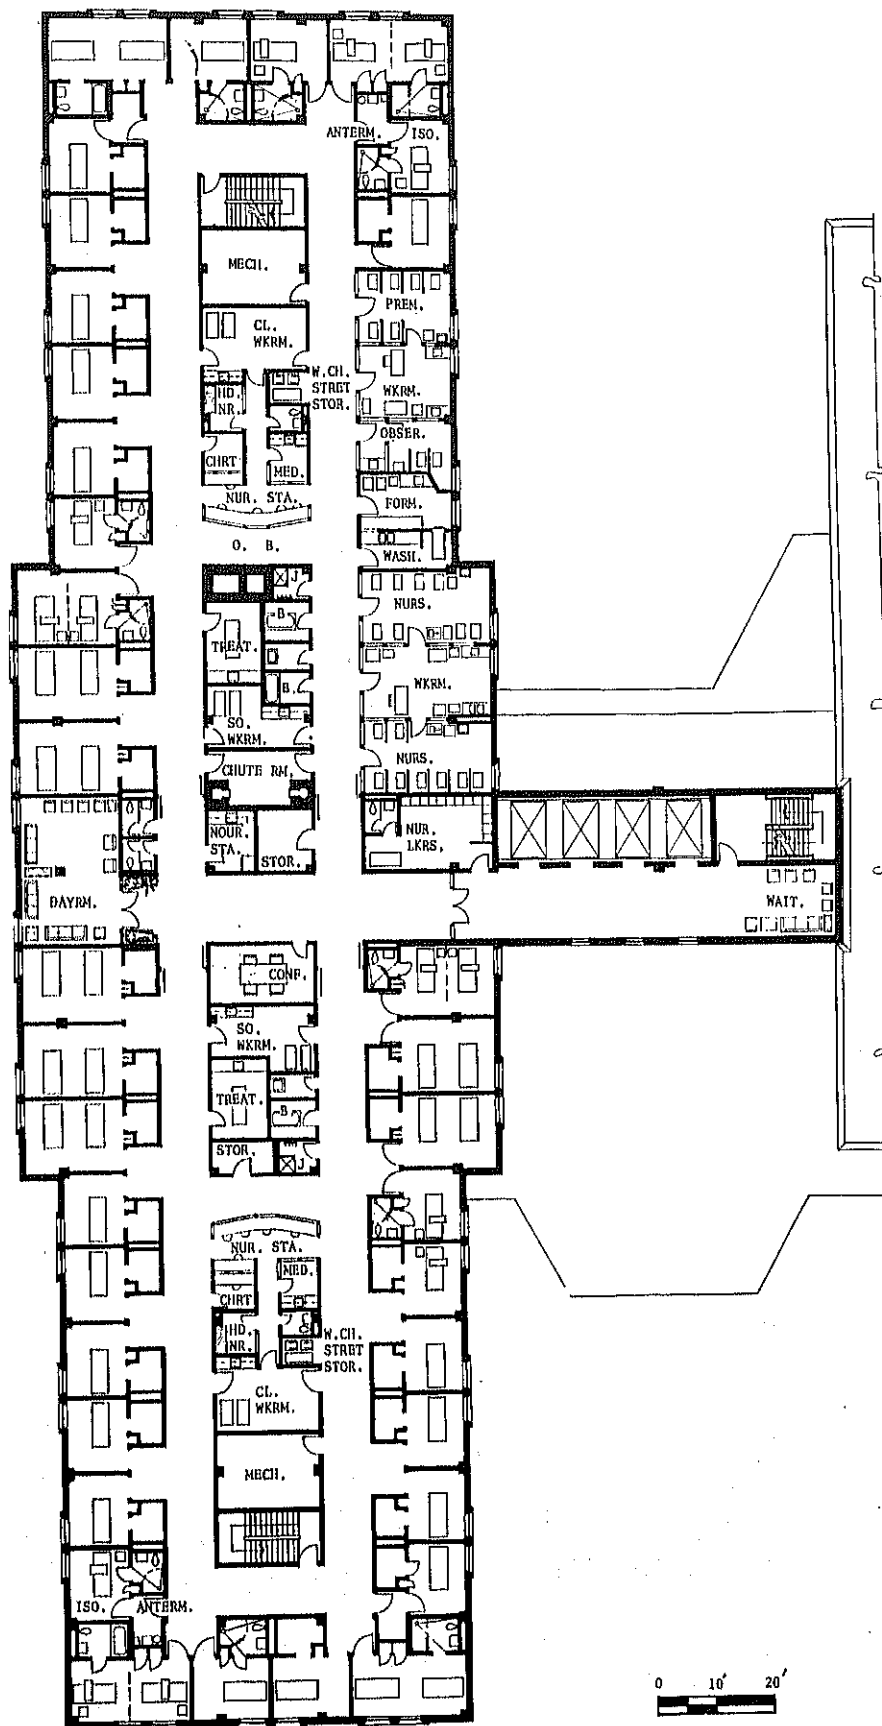 ANTERM.
ISO.
MECH.
PREM.
CL.
WKRM.
W.CH.
STRET
STOR.
HD.
NR.
WKRM.
OBSER.
CHRT
MED.
NUR. STA.
FORM.
O. B.
WASH.
J
NURS.
B.
TREAT.
WKRM.
B.
SO.
WKRM.
NURS.
CHUTE RM.
NOUR.
STA.
STOR.
NUR.
LKRS.
DAYRM.
WAIT.
CONF.
SO.
WKRM.
TREAT.
B.
STOR.
J
NUR. STA.
MED.
CHRT
HD.
NR.
W.CH.
STRET
STOR.
CL.
WKRM.
MECH.
ISO.
ANTERM.
0 10' 20'